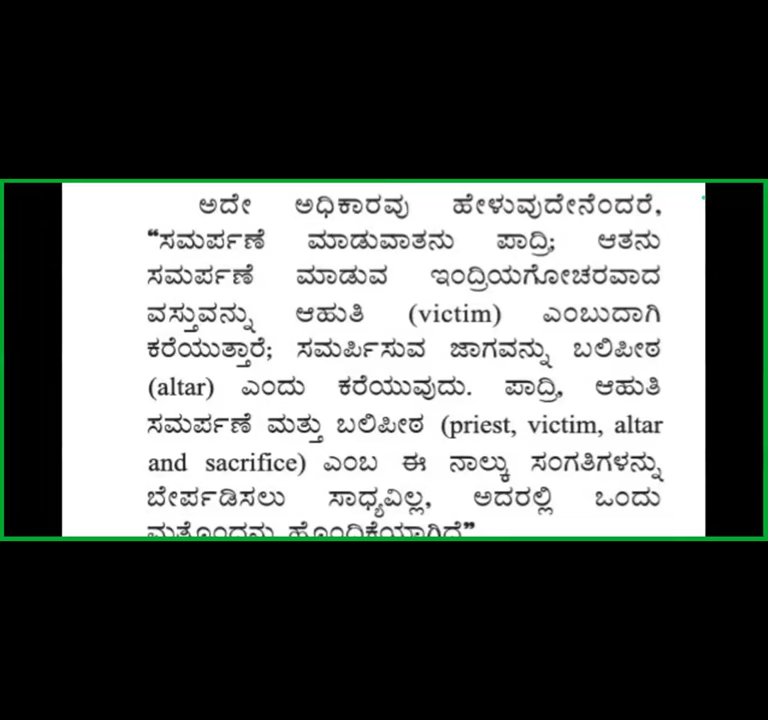 ಅದೇ ಅಧಿಕಾರವು ಹೇಳುವುದೇನೆಂದರೆ,
“ಸಮರ್ಪಣೆ ಮಾಡುವಾತನು ಪಾದ್ರಿ; ಆತನು
ಸಮರ್ಪಣೆ ಮಾಡುವ ಇಂದ್ರಿಯಗೋಚರವಾದ
ವಸ್ತುವನ್ನು ಆಹುತಿ (victim) ಎಂಬುದಾಗಿ
ಕರೆಯುತ್ತಾರೆ; ಸಮರ್ಪಿಸುವ ಜಾಗವನ್ನು ಬಲಿಪೀಠ
(altar) ಎಂದು ಕರೆಯುವುದು. ಪಾದ್ರಿ, ಆಹುತಿ
ಸಮರ್ಪಣೆ ಮತ್ತು ಬಲಿಪೀಠ (priest, victim, altar
and sacrifice) ಎಂಬ ಈ ನಾಲ್ಕು ಸಂಗತಿಗಳನ್ನು
ಬೇರ್ಪಡಿಸಲು ಸಾಧ್ಯವಿಲ್ಲ, ಅದರಲ್ಲಿ ಒಂದು
ಮತ್ತೊಂದನ್ನು ಹೊಂದಿಕೆಯಾಗಿದೆ”